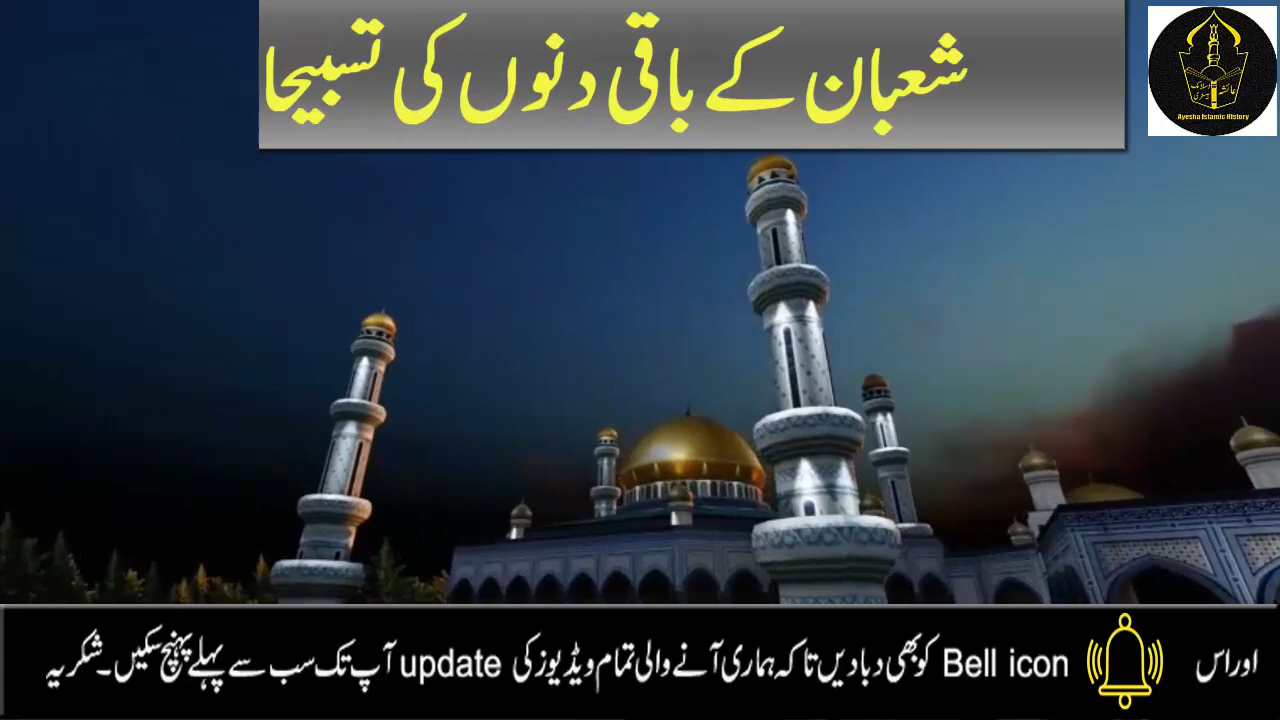 شعبان کے باقی دنوں کی تسبیحا
Ayesha Islamic History
اور اس Bell icon کو بھی دبا دیں تا کہ ہماری آنے والی تمام ویڈیوز کی update آپ تک سب سے پہلے پہنچ سکیں۔ شکریہ